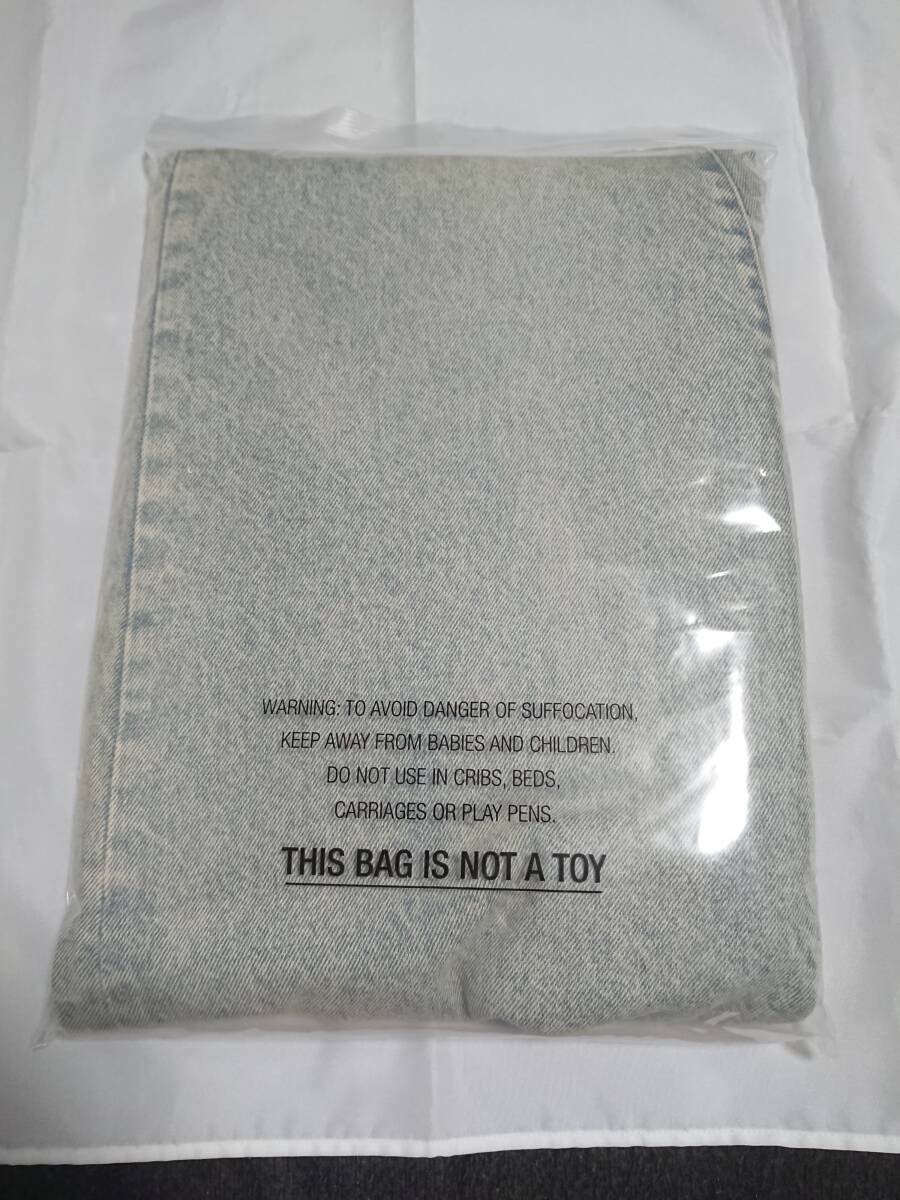 WARNING: TO AVOID DANGER OF SUFFOCATION,
KEEP AWAY FROM BABIES AND CHILDREN.
DO NOT USE IN CRIBS, BEDS,
CARRIAGES OR PLAY PENS.
THIS BAG IS NOT A TOY